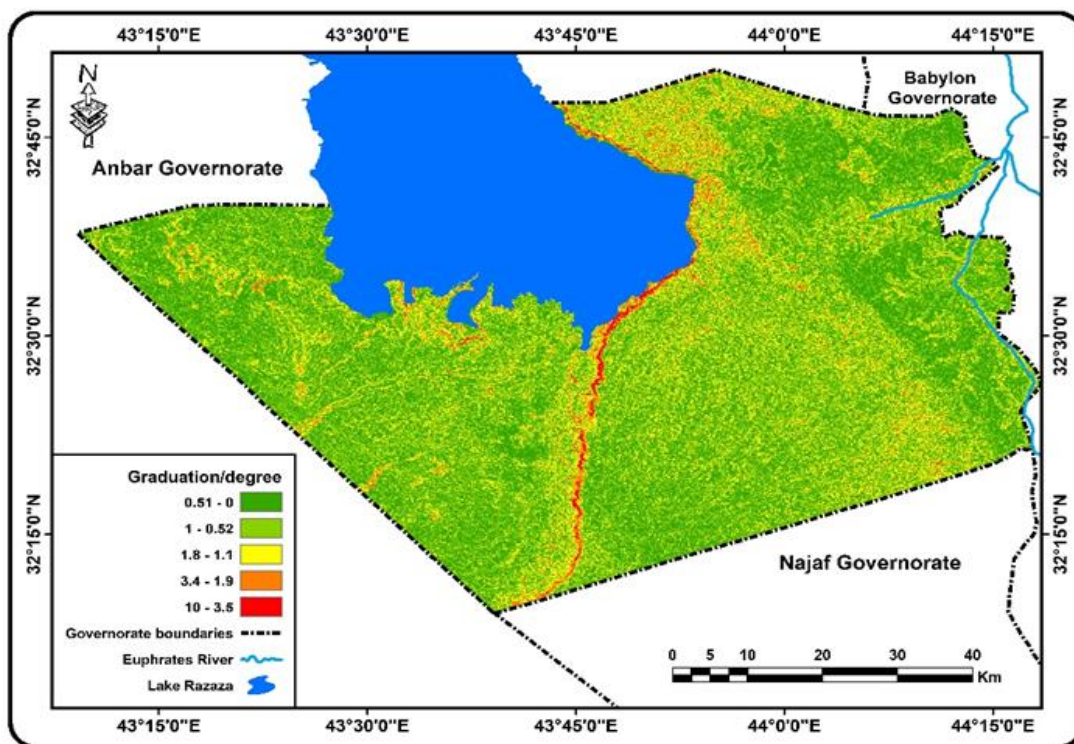 43°15'0"E 43°30'0"E 43°45'0"E 44°0'0"E 44°15'0"E
N
Babylon
Governorate
32°45'0"N 32°45'0"N
Anbar Governorate
32°30'0"N 32°30'0"N
Graduation/degree
0.51 - 0
1 - 0.52
1.8 - 1.1
3.4 - 1.9
10 - 3.5
32°15'0"N 32°15'0"N
Najaf Governorate
Governorate boundaries
Euphrates River
Lake Razaza
0 5 10 20 30 40
Km
43°15'0"E 43°30'0"E 43°45'0"E 44°0'0"E 44°15'0"E